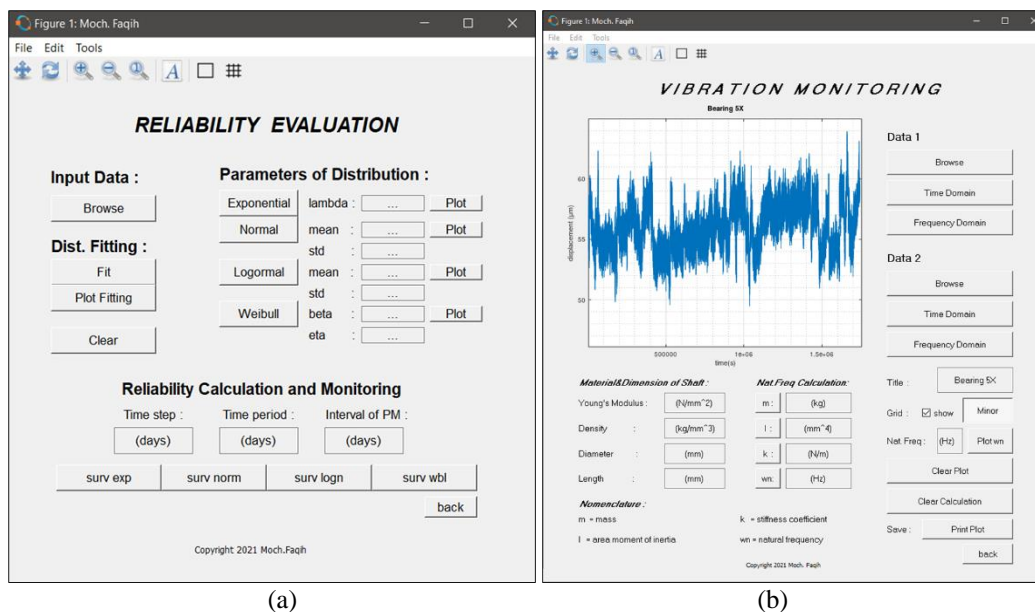 Figure 1: Moch. Faqih
File Edit Tools
A
RELIABILITY EVALUATION
Input Data :
Browse
Dist. Fitting :
Fit
Plot Fitting
Clear
Parameters of Distribution :
Exponential lambda : ... Plot
Normal mean : ... Plot
std : ...
Logormal mean : ... Plot
std : ...
Weibull beta : ... Plot
eta : ...
Reliability Calculation and Monitoring
Time step : Time period : Interval of PM :
(days) (days) (days)
surv exp surv norm surv logn surv wbl
back
Copyright 2021 Moch.Faqih
(a)
Figure 1: Moch. Faqih
File Edit Tools
A
VIBRATION MONITORING
Bearing 5X
displacement (µm)
60
55
50
500000 1e+06 1.5e+06
time(s)
Data 1
Browse
Time Domain
Frequency Domain
Data 2
Browse
Time Domain
Frequency Domain
Title : Bearing 5X
Grid : show Minor
Nat. Freq : (Hz) Plot wn
Clear Plot
Clear Calculation
Save : Print Plot
back
Material&Dimension of Shaft :
Young's Modulus : (N/mm^2)
Density : (kg/mm^3)
Diameter : (mm)
Length : (mm)
Nat.Freq Calculation:
m : (kg)
I : (mm^4)
k : (N/m)
wn: (Hz)
Nomenclature :
m = mass k = stiffness coefficient
I = area moment of inertia wn = natural frequency
Copyright 2021 Moch. Faqih
(b)